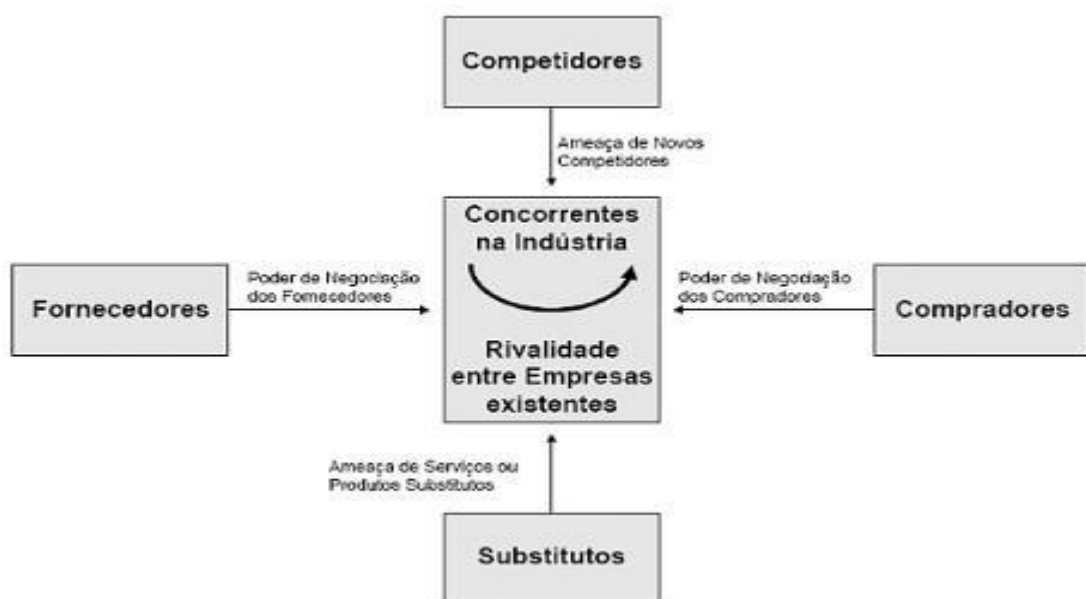 Competidores
Ameaça de Novos
Competidores
Concorrentes
na Indústria
Poder de Negociação
dos Fornecedores
Poder de Negociação
dos Compradores
Fornecedores
Compradores
Rivalidade
entre Empresas
existentes
Ameaça de Serviços ou
Produtos Substitutos
Substitutos